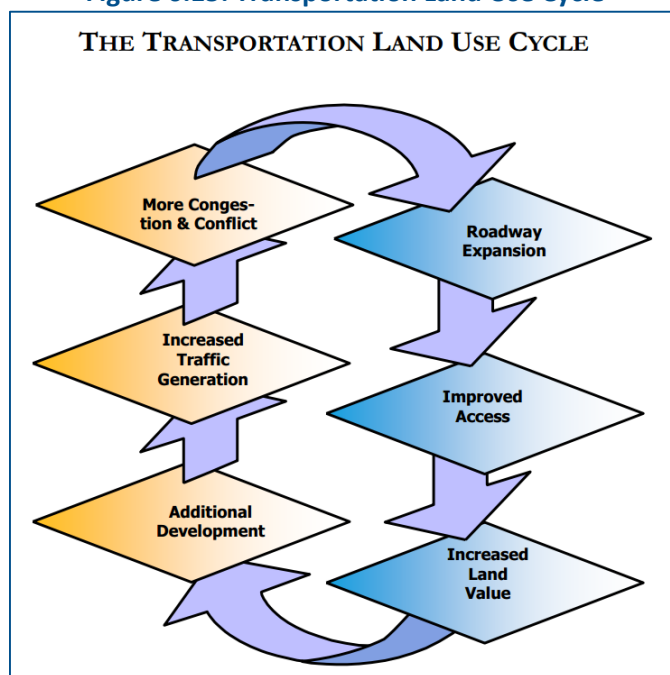 THE TRANSPORTATION LAND USE CYCLE
More Conges-
tion & Conflict
Roadway
Expansion
Increased
Traffic
Generation
Improved
Access
Additional
Development
Increased
Land
Value